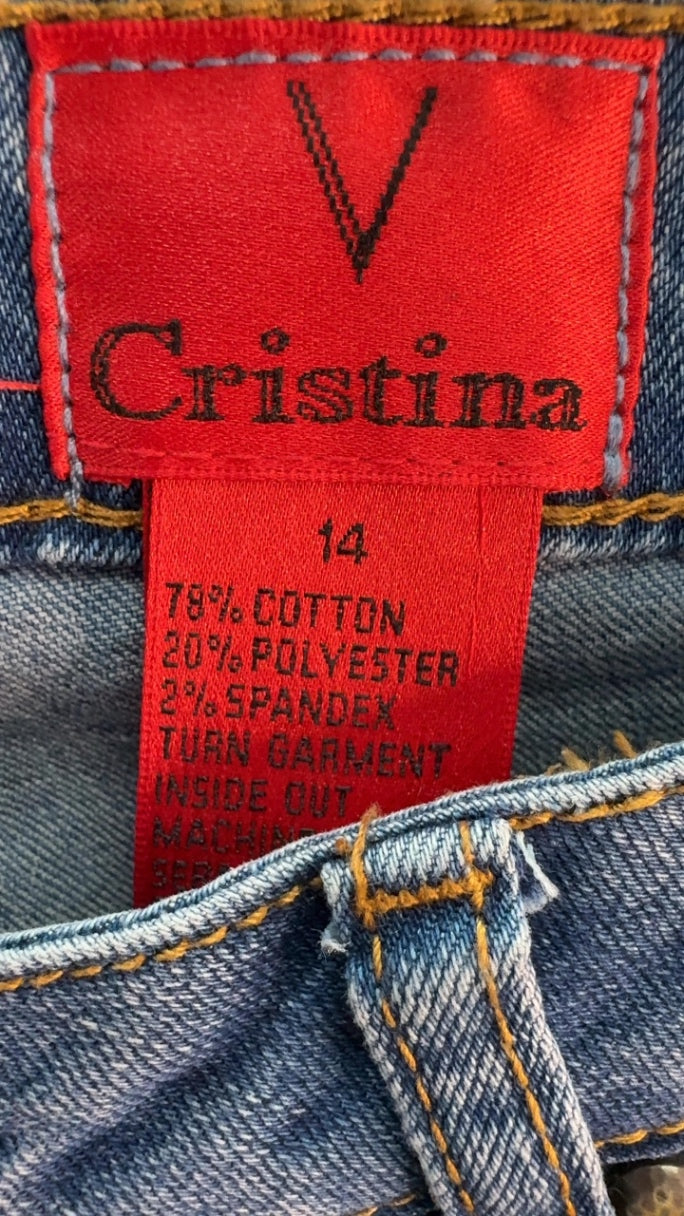 V
Cristina
14
78% COTTON
20% POLYESTER
2% SPANDEX
TURN GARMENT
INSIDE OUT